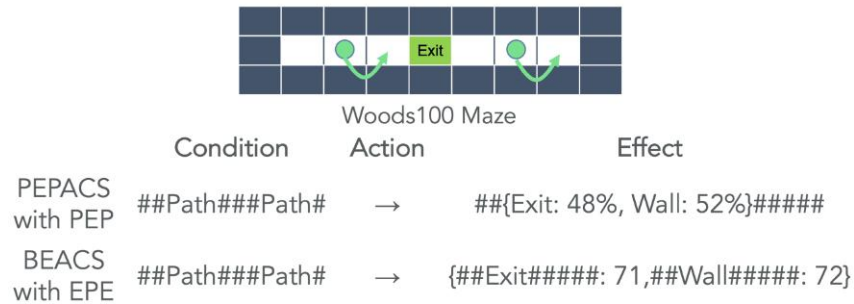 Exit
Woods100 Maze
Condition Action Effect
PEPACS with PEP ##Path###Path# → ##{Exit: 48%, Wall: 52%}#####
BEACS with EPE ##Path###Path# → {##Exit#####: 71,##Wall#####: 72}